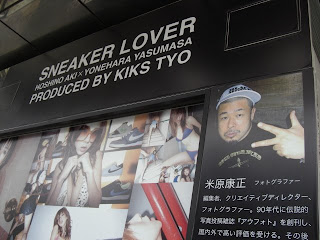 SNEAKER LOVER
HOSHINO AKI × YONEHARA YASUMASA
PRODUCED BY KIKS TYO
米原康正 フォトグラファー
編集者、クリエイティブディレクター、
フォトグラファー。90年代に伝説的
写真投稿雑誌『アウフォト』を創刊し、
国内外で高い評価を受ける。その後